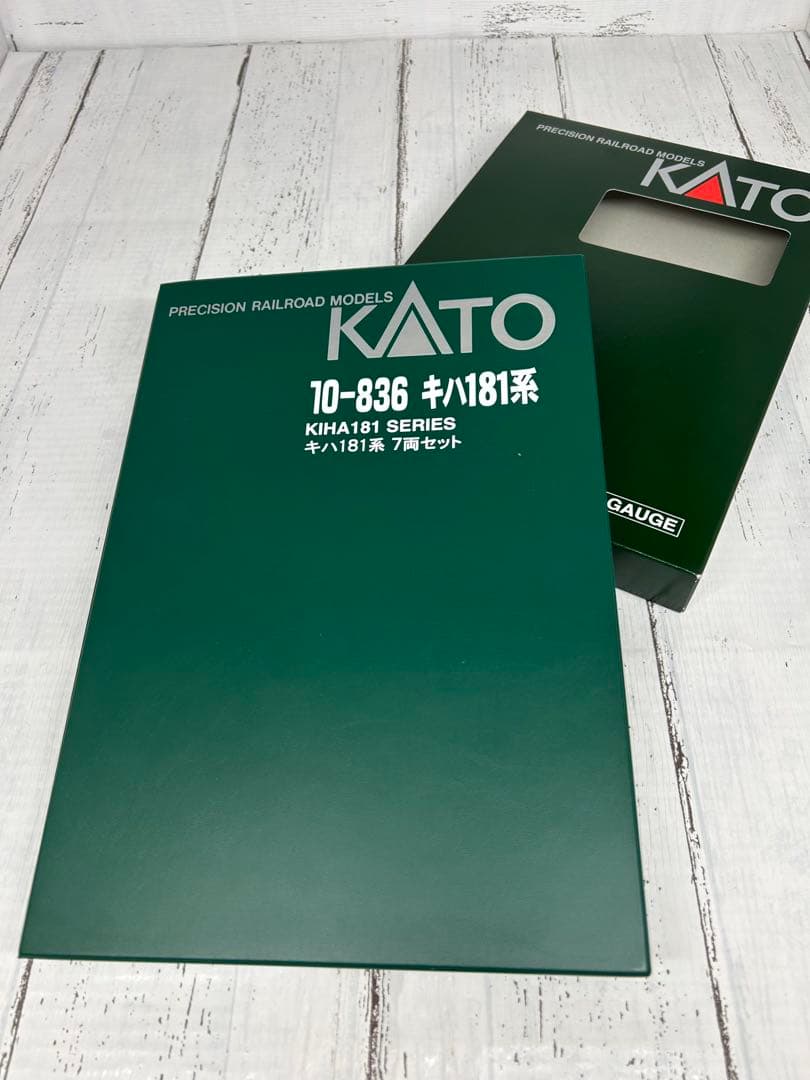 PRECISION RAILROAD MODELS
KATO
10-836 キハ181系
KIHA181 SERIES
キハ181系 7両セット
PRECISION RAILROAD MODELS
KATO
GAUGE